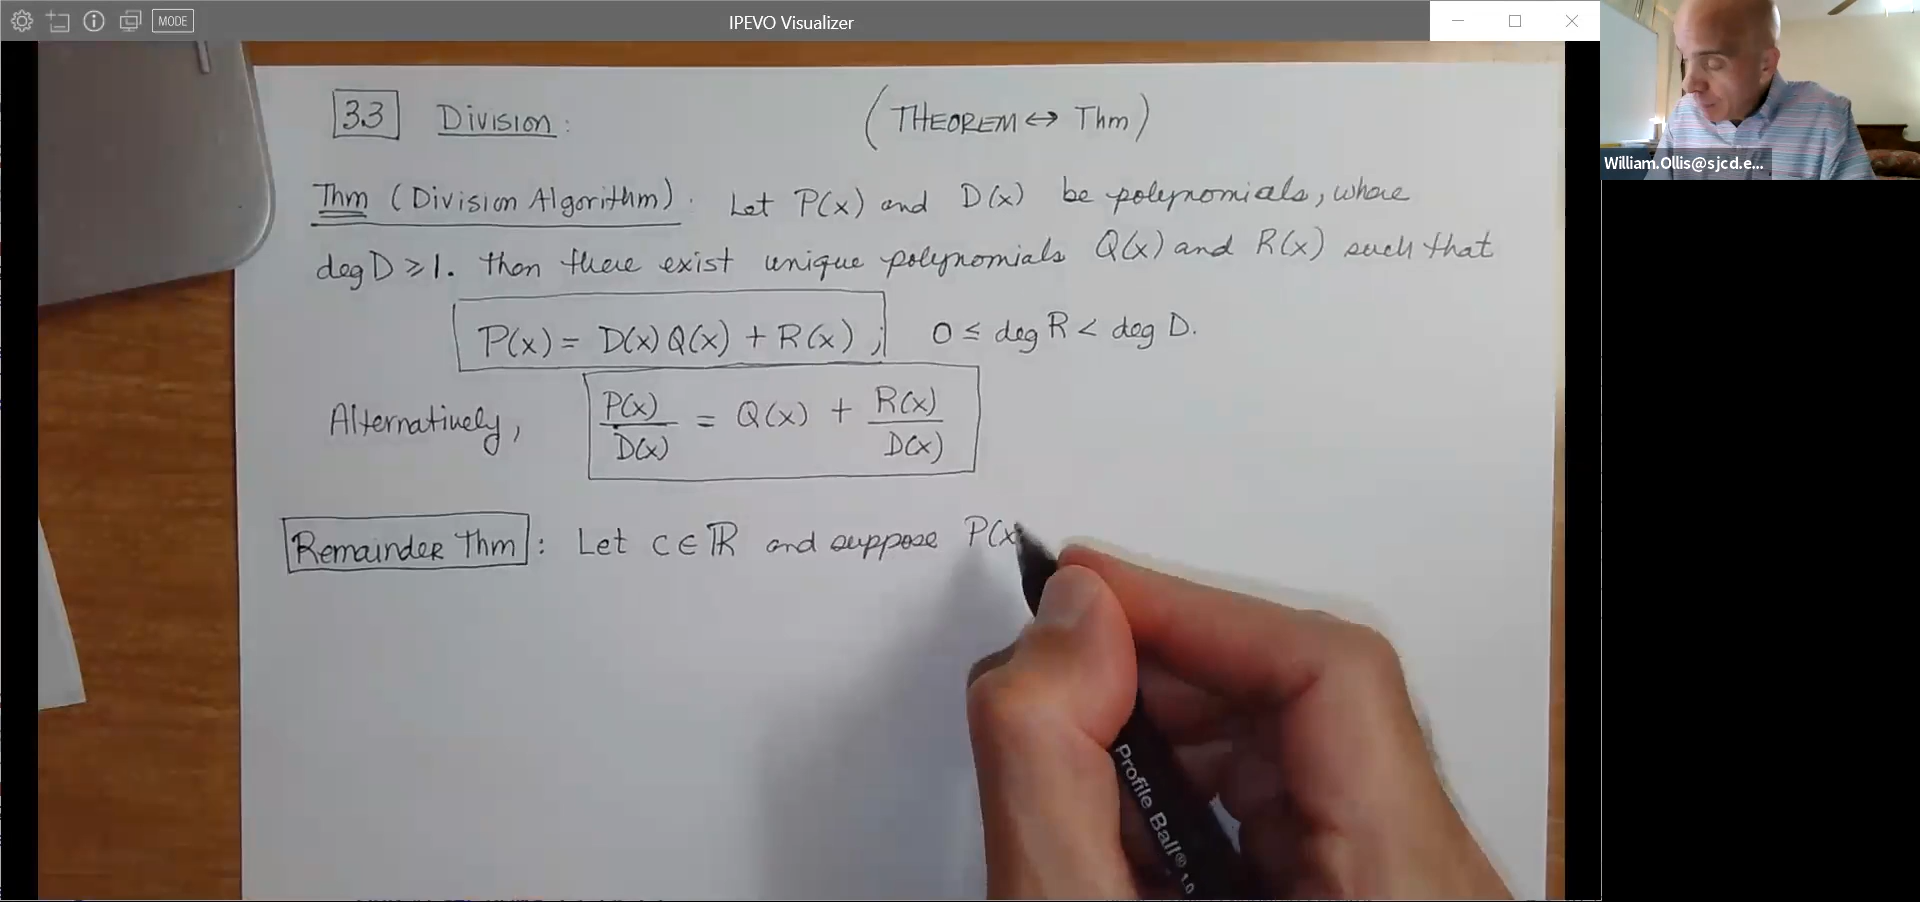 MODE
IPEVO Visualizer
William.Ollis@sjcd.e...
3.3 Division: (THEOREM ↔ Thm)
Thm (Division Algorithm). Let P(x) and D(x) be polynomials, where
deg D ≥ 1. Then there exist unique polynomials Q(x) and R(x) such that
P(x) = D(x) Q(x) + R(x) ; 0 ≤ deg R < deg D.
Alternatively, P(x)/D(x) = Q(x) + R(x)/D(x)
Remainder Thm : Let c ∈ ℝ and suppose P(x
Profile Ball® 1.0